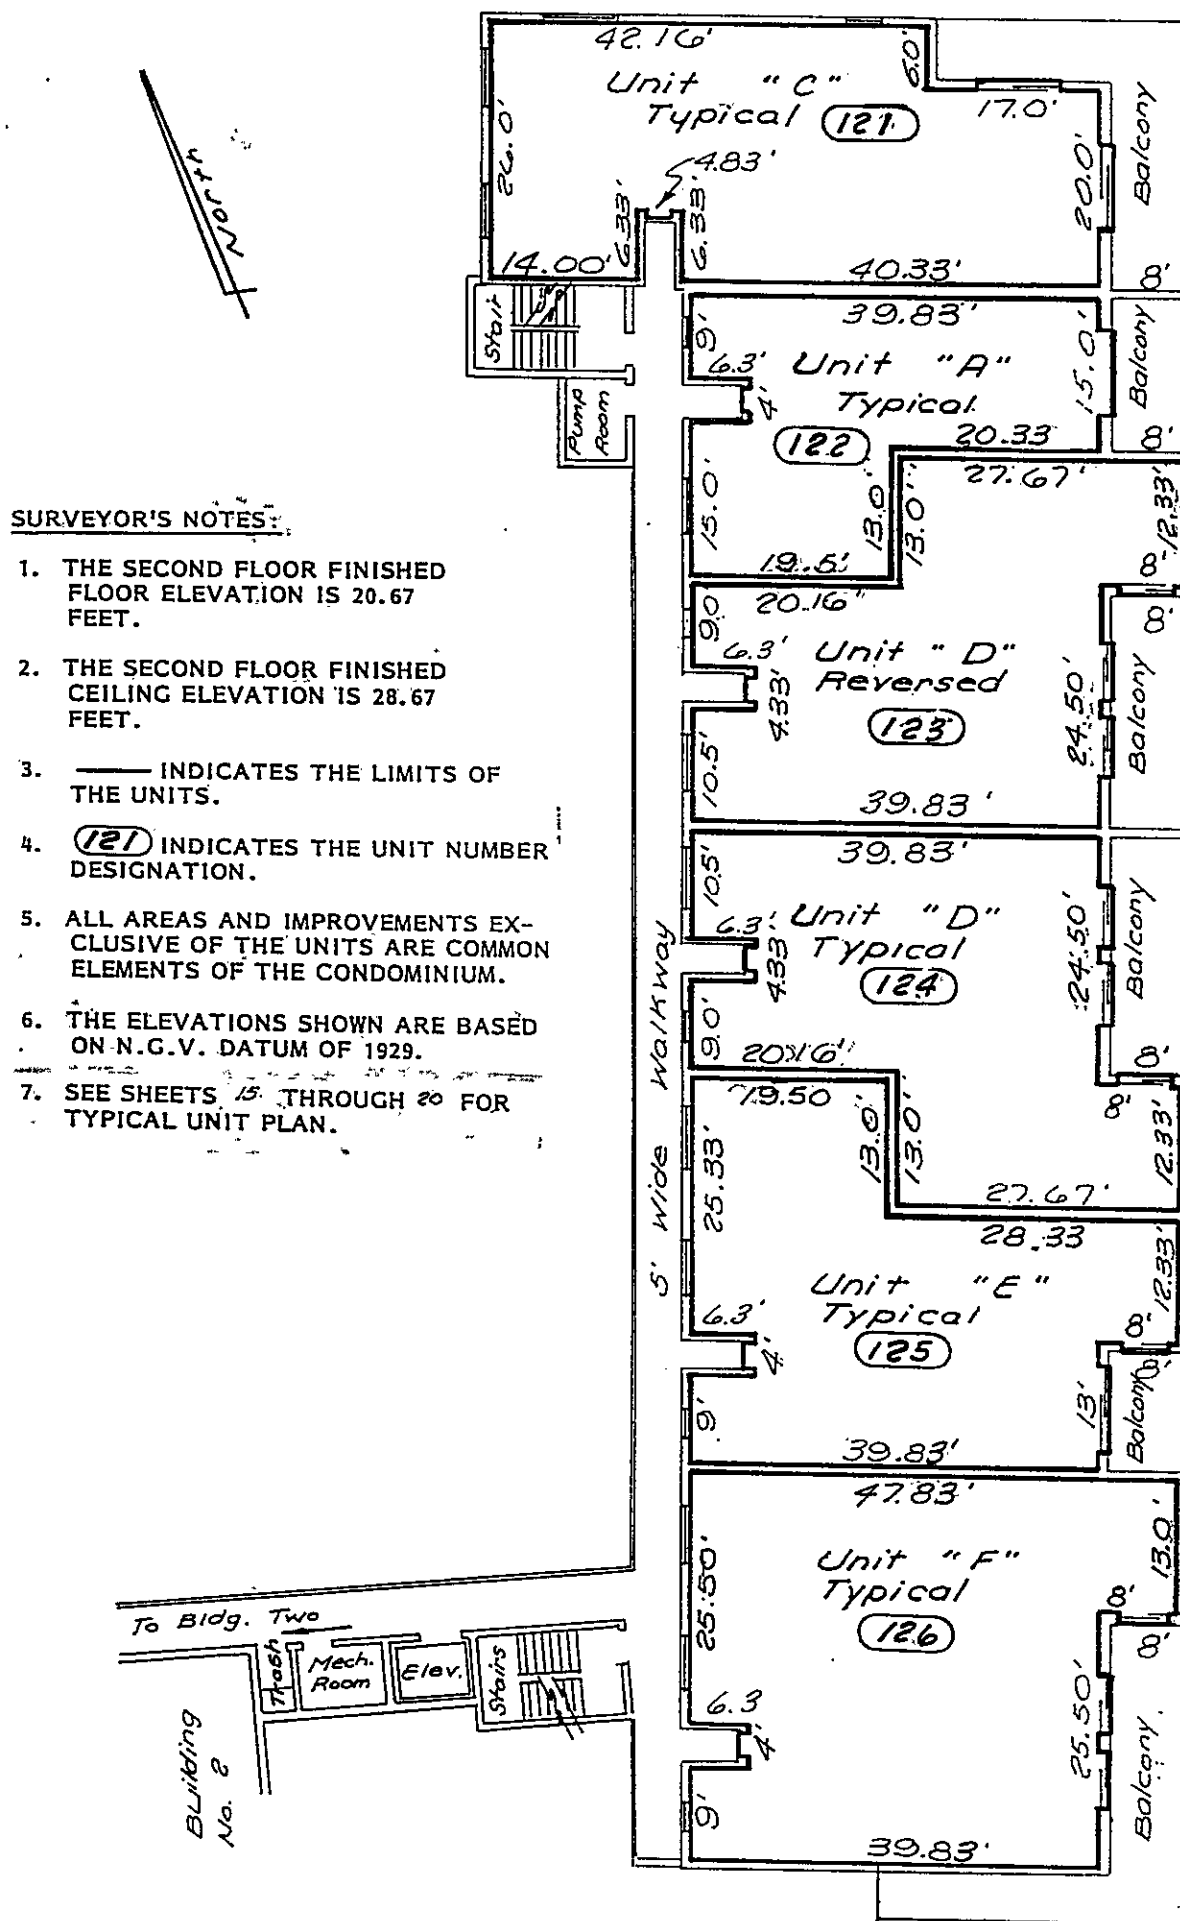 North
42.16'
Unit "C"
Typical
121
6.0'
17.0'
26.0'
4.83'
6.33'
6.33'
20.0'
Balcony
14.00'
40.33'
8'
Stair
Up
Pump
Room
39.83'
9'
6.3'
4'
Unit "A"
Typical
122
15.0'
Balcony
20.33
8'
15.0'
13.0'
13.0'
27.67'
12.33'
19.5'
20.16'
8'
8'
9.0
6.3'
4.33'
Unit "D"
Reversed
123
24.50'
Balcony
10.5'
39.83'
39.83'
10.5'
6.3'
4.33'
Unit "D"
Typical
124
24.50'
Balcony
9.0'
20.16'
8'
8'
19.50
13.0'
13.0'
12.33'
27.67'
28.33
12.33'
25.33'
Unit "E"
Typical
125
6.3'
4'
8'
8'
13'
Balcony
9'
39.83'
47.83'
13.0'
25.50'
Unit "F"
Typical
126
8'
8'
6.3
4'
25.50'
Balcony
9'
39.83'
5' Wide Walkway
SURVEYOR'S NOTES:
1. THE SECOND FLOOR FINISHED
FLOOR ELEVATION IS 20.67
FEET.
2. THE SECOND FLOOR FINISHED
CEILING ELEVATION IS 28.67
FEET.
3. INDICATES THE LIMITS OF
THE UNITS.
4. 121 INDICATES THE UNIT NUMBER
DESIGNATION.
5. ALL AREAS AND IMPROVEMENTS EX-
CLUSIVE OF THE UNITS ARE COMMON
ELEMENTS OF THE CONDOMINIUM.
6. THE ELEVATIONS SHOWN ARE BASED
ON N.G.V. DATUM OF 1929.
7. SEE SHEETS 15 THROUGH 20 FOR
TYPICAL UNIT PLAN.
To Bldg. Two
Trash
Mech.
Room
Elev.
Stairs
Building
No. 2